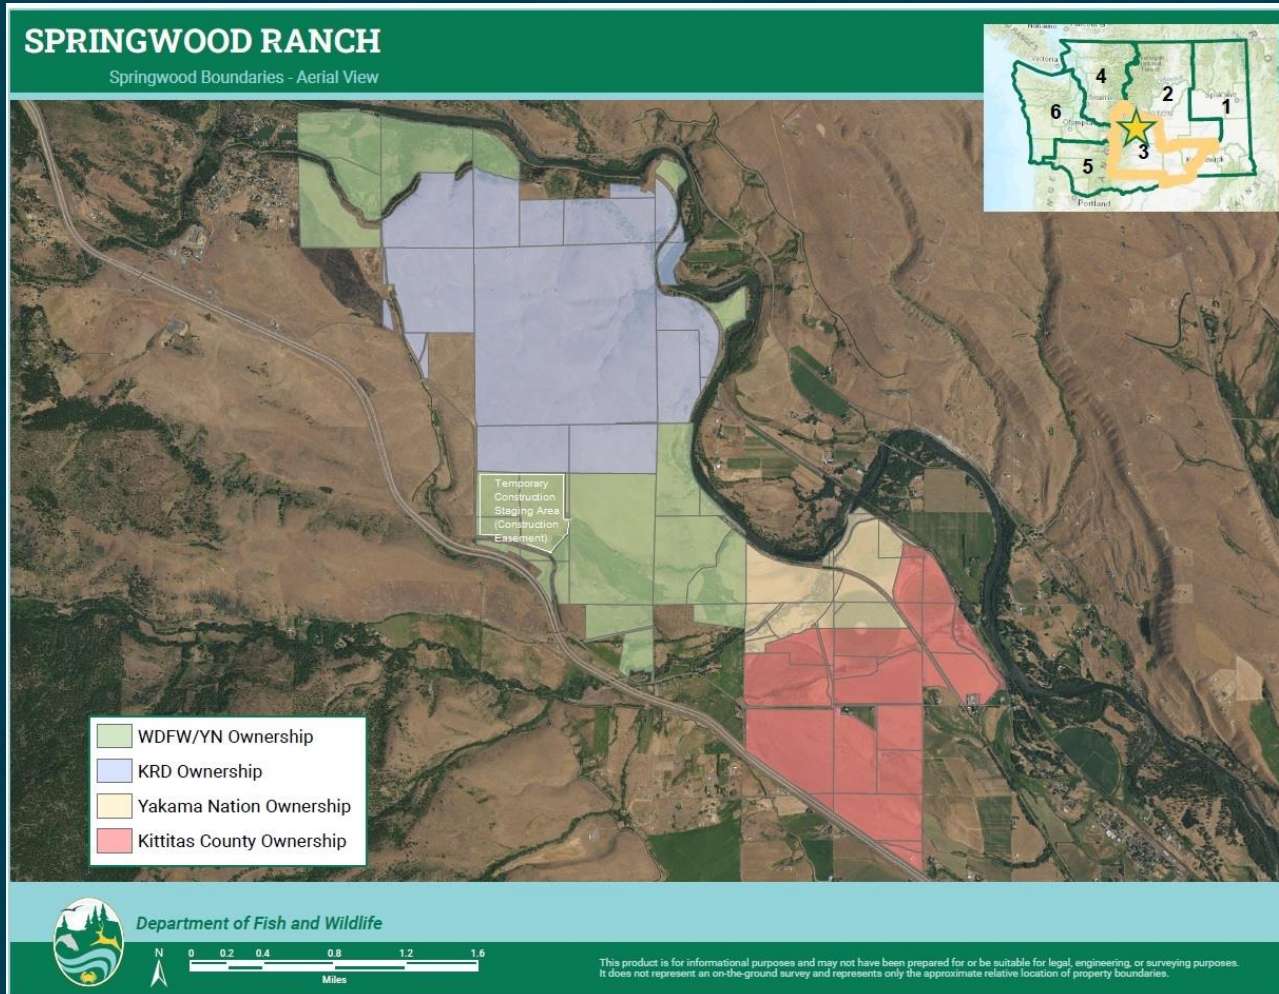 SPRINGWOOD RANCH
Springwood Boundaries - Aerial View
4
2
1
6
3
5
Victoria
Portland
Temporary
Construction
Staging Area
(Construction
Easement)
WDFW/YN Ownership
KRD Ownership
Yakama Nation Ownership
Kittitas County Ownership
Department of Fish and Wildlife
N
0 0.2 0.4 0.8 1.2 1.6
Miles
This product is for informational purposes and may not have been prepared for or be suitable for legal, engineering, or surveying purposes.
It does not represent an on-the-ground survey and represents only the approximate relative location of property boundaries.